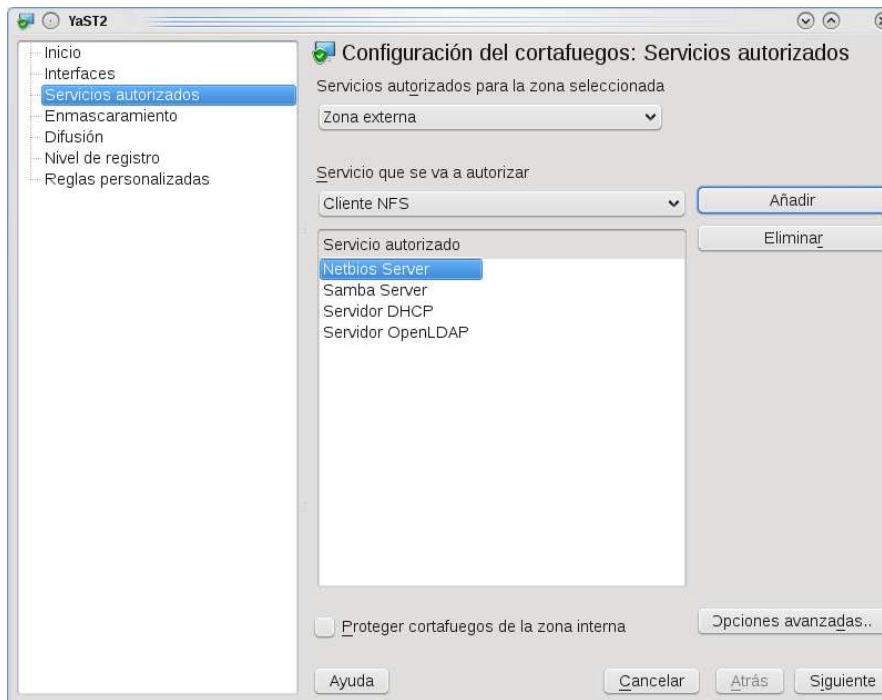 YaST2
Inicio
Interfaces
Servicios autorizados
Enmascaramiento
Difusión
Nivel de registro
Reglas personalizadas
Configuración del cortafuegos: Servicios autorizados
Servicios autorizados para la zona seleccionada
Zona externa
Servicio que se va a autorizar
Cliente NFS
Añadir
Eliminar
Servicio autorizado
Netbios Server
Samba Server
Servidor DHCP
Servidor OpenLDAP
Proteger cortafuegos de la zona interna
Opciones avanzadas..
Ayuda
Cancelar
Atrás
Siguiente